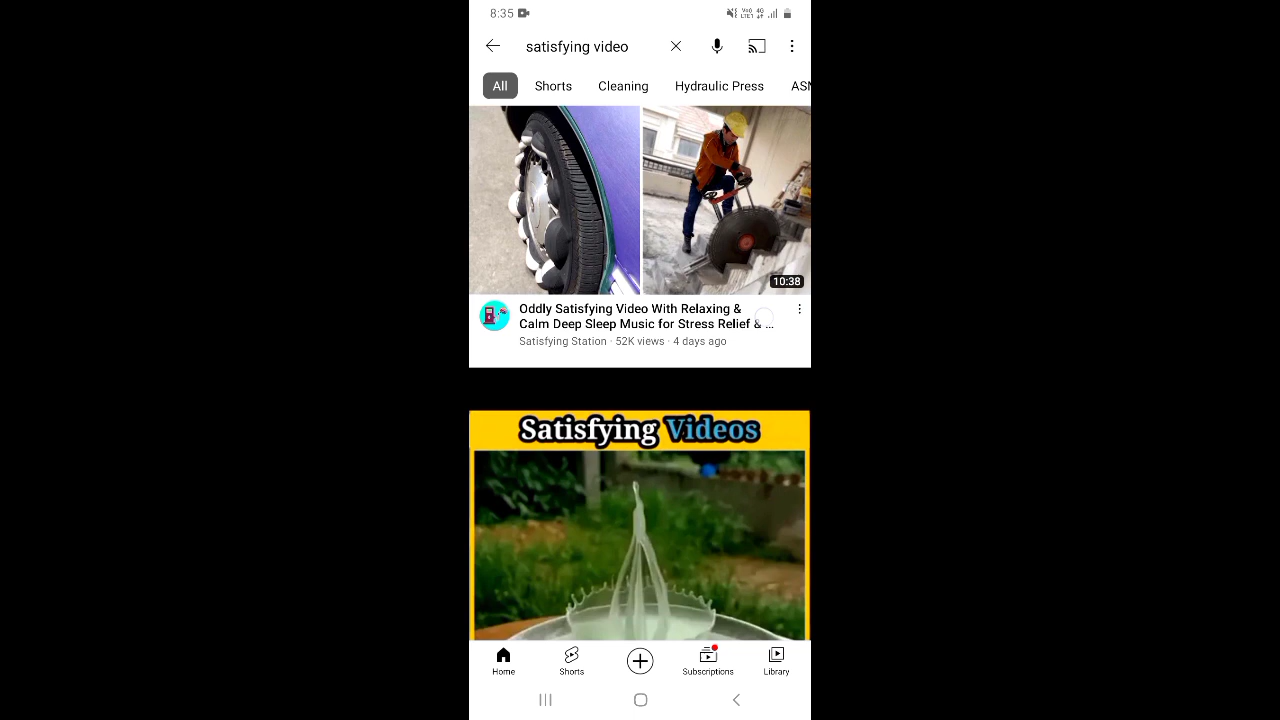 8:35
satisfying video
All Shorts Cleaning Hydraulic Press ASM
10:38
Oddly Satisfying Video With Relaxing &
Calm Deep Sleep Music for Stress Relief & ...
Satisfying Station · 52K views · 4 days ago
Satisfying Videos
Home Shorts Subscriptions Library